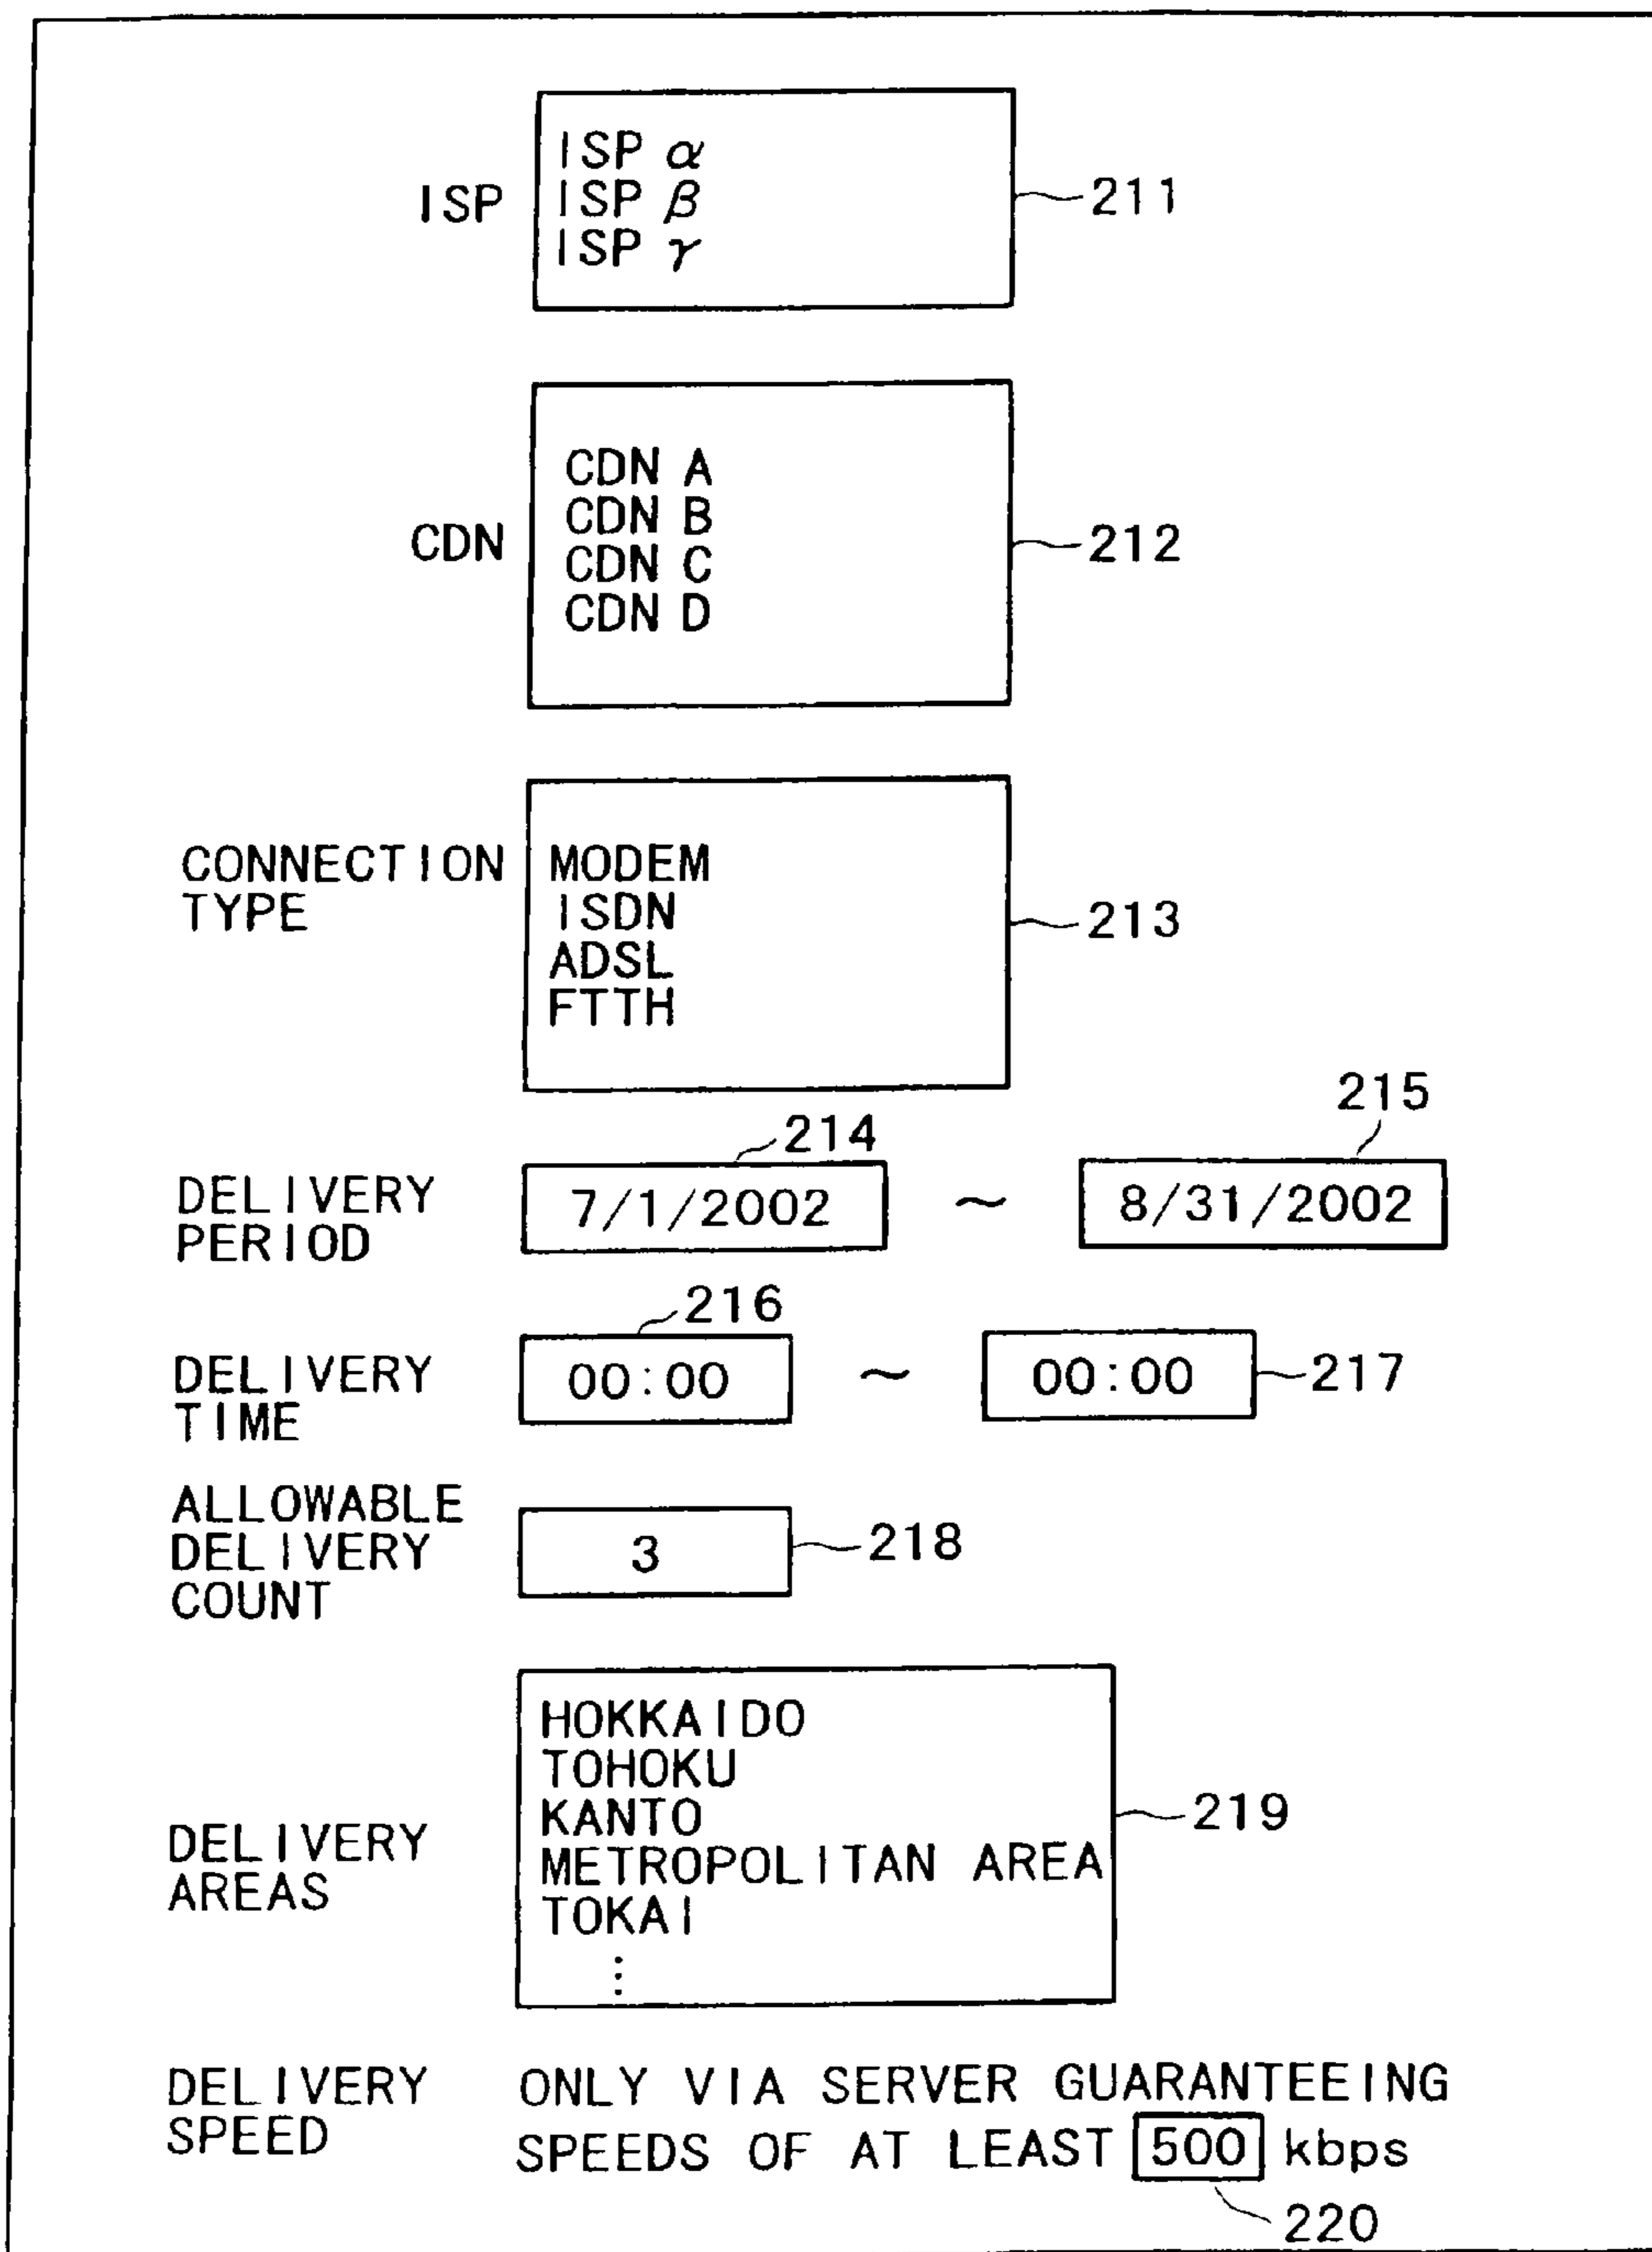 ISP α
ISP β
ISP γ
ISP
211
CDN A
CDN B
CDN C
CDN D
CDN
212
CONNECTION
TYPE
MODEM
ISDN
ADSL
FTTH
213
214
215
DELIVERY
PERIOD
7/1/2002 ~ 8/31/2002
216
DELIVERY
TIME
00:00 ~ 00:00
217
ALLOWABLE
DELIVERY
COUNT
3
218
DELIVERY
AREAS
HOKKAIDO
TOHOKU
KANTO
METROPOLITAN AREA
TOKAI
⋮
219
DELIVERY
SPEED
ONLY VIA SERVER GUARANTEEING
SPEEDS OF AT LEAST 500 kbps
220